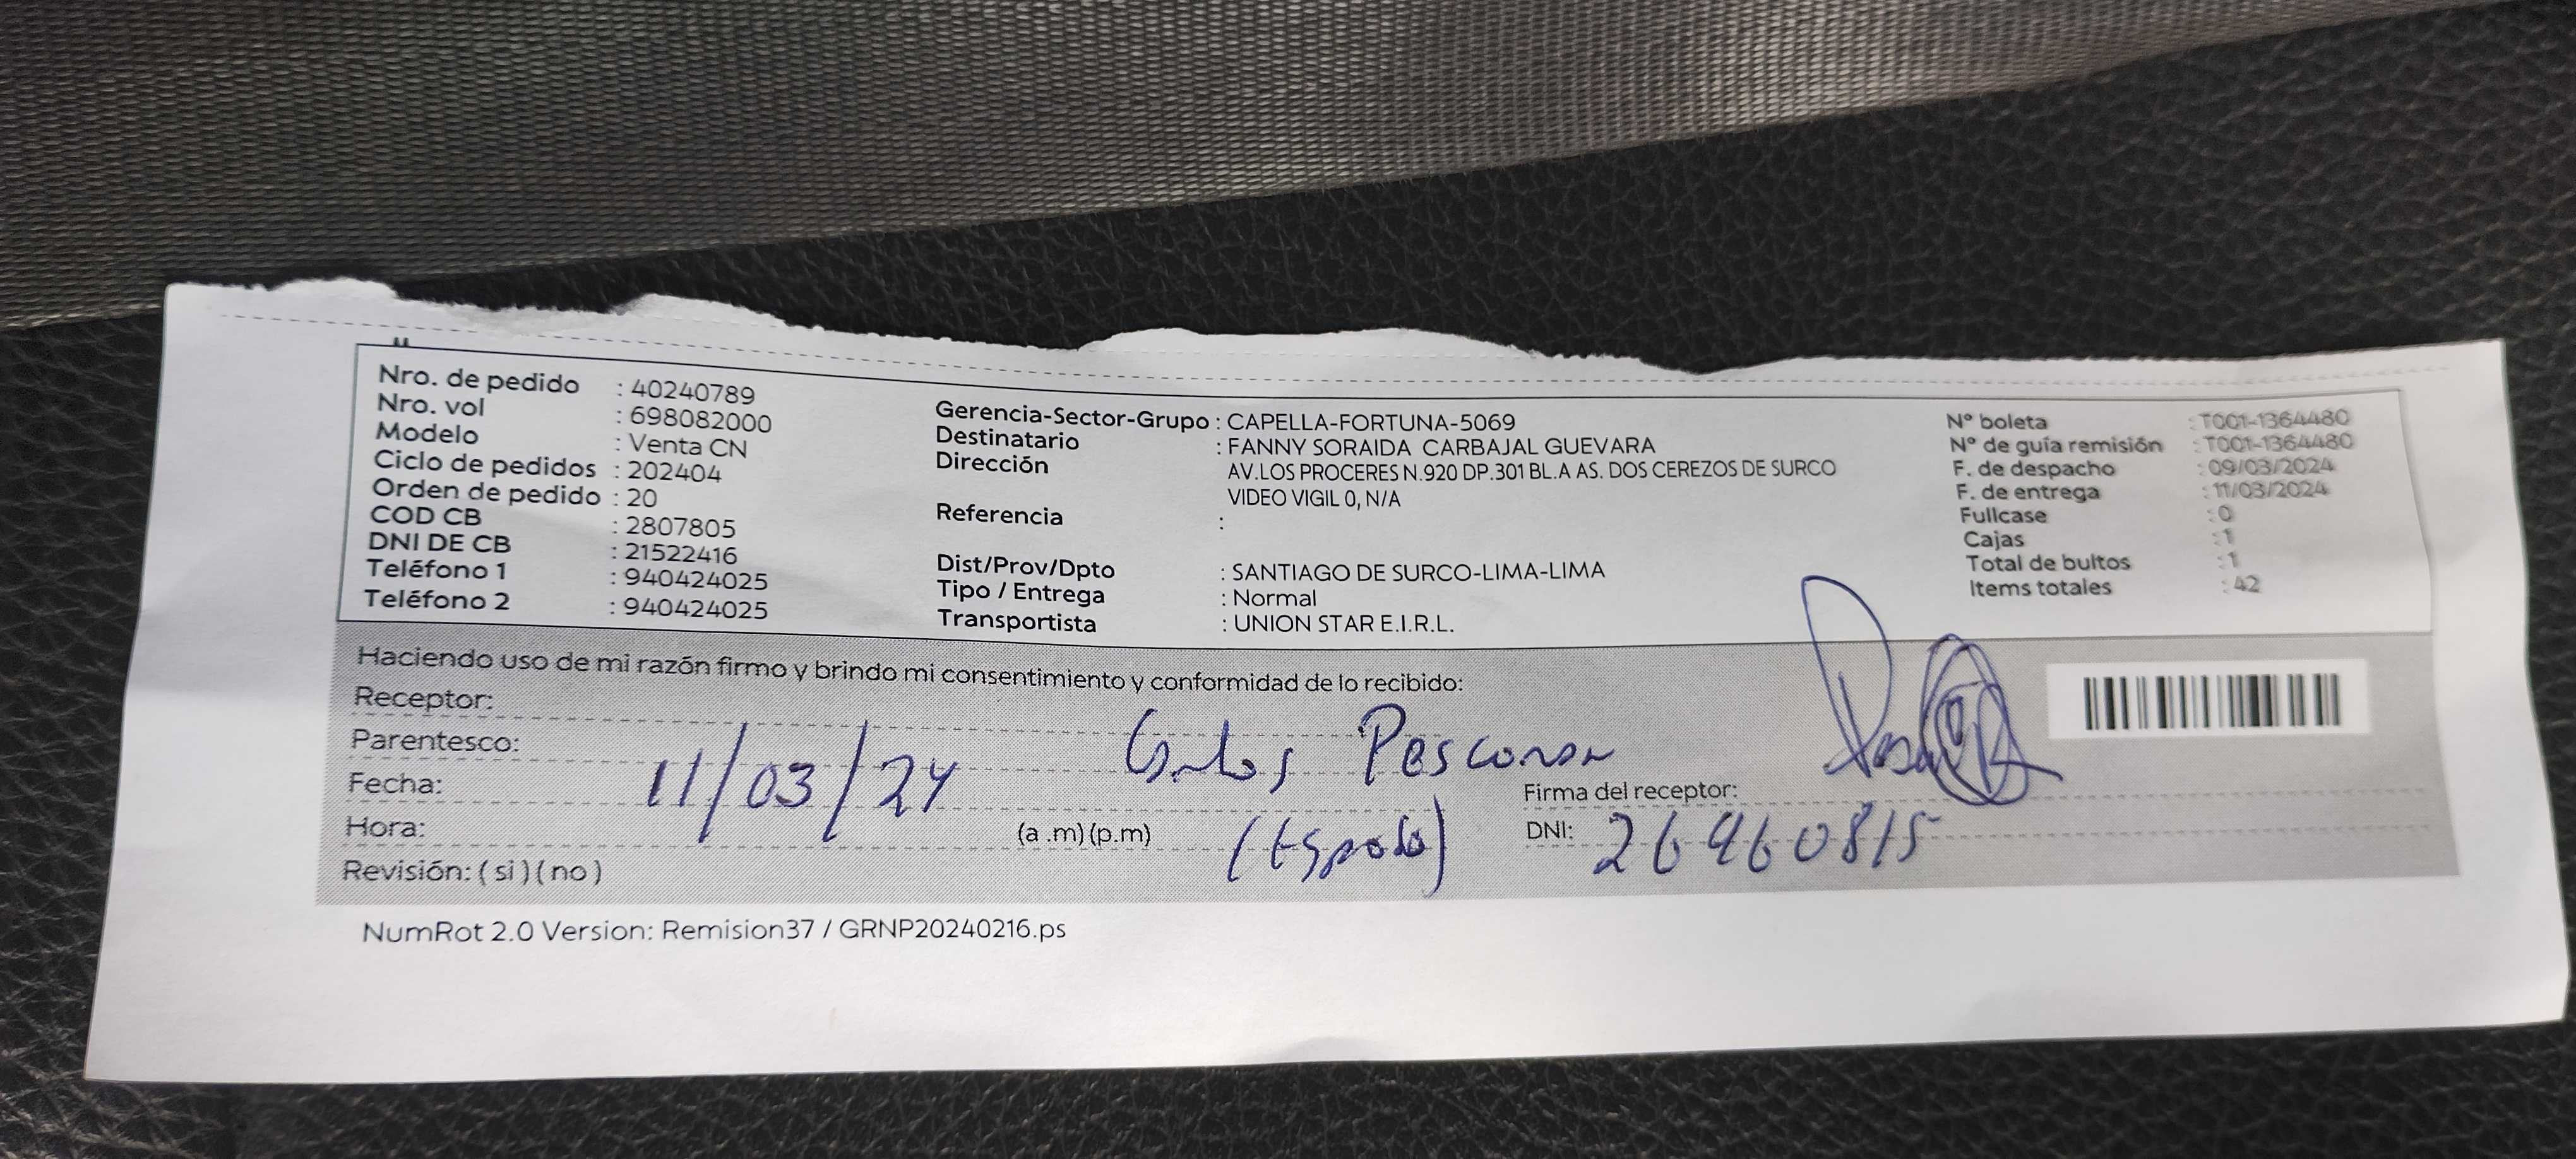 Nro. de pedido : 40240789
Nro. vol : 698082000
Modelo : Venta CN
Ciclo de pedidos : 202404
Orden de pedido : 20
COD CB : 2807805
DNI DE CB : 21522416
Teléfono 1 : 940424025
Teléfono 2 : 940424025
Gerencia-Sector-Grupo : CAPELLA-FORTUNA-5069
Destinatario : FANNY SORAIDA CARBAJAL GUEVARA
Dirección AV.LOS PROCERES N.920 DP.301 BL.A AS. DOS CEREZOS DE SURCO
VIDEO VIGIL 0, N/A
Referencia :
Dist/Prov/Dpto : SANTIAGO DE SURCO-LIMA-LIMA
Tipo / Entrega : Normal
Transportista : UNION STAR E.I.R.L.
N° boleta : T001-1364480
N° de guía remisión : T001-1364480
F. de despacho : 09/03/2024
F. de entrega : 11/03/2024
Fullcase : 0
Cajas : 1
Total de bultos : 1
Items totales : 42
Haciendo uso de mi razón firmo y brindo mi consentimiento y conformidad de lo recibido:
Receptor:
Parentesco: Carlos
Fecha: 11/03/24
Firma del receptor:
Hora: (a .m)(p.m)
DNI: 26460815
Revisión: ( si ) ( no )
NumRot 2.0 Version: Remision37 / GRNP20240216.ps